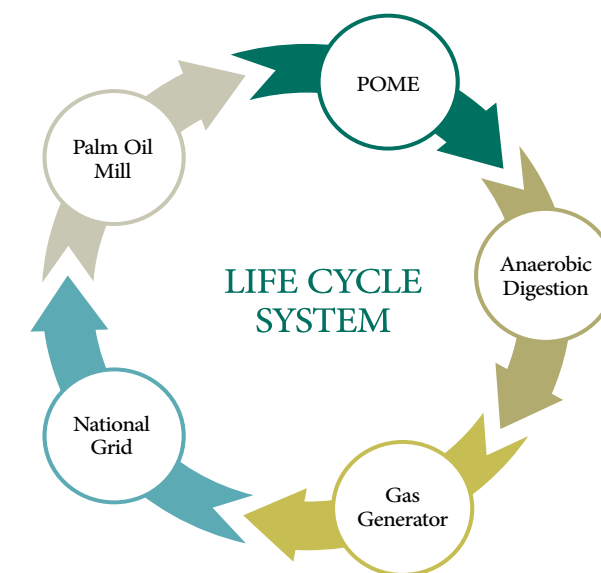 POME
Palm Oil
Mill
Anaerobic
Digestion
LIFE CYCLE
SYSTEM
National
Grid
Gas
Generator